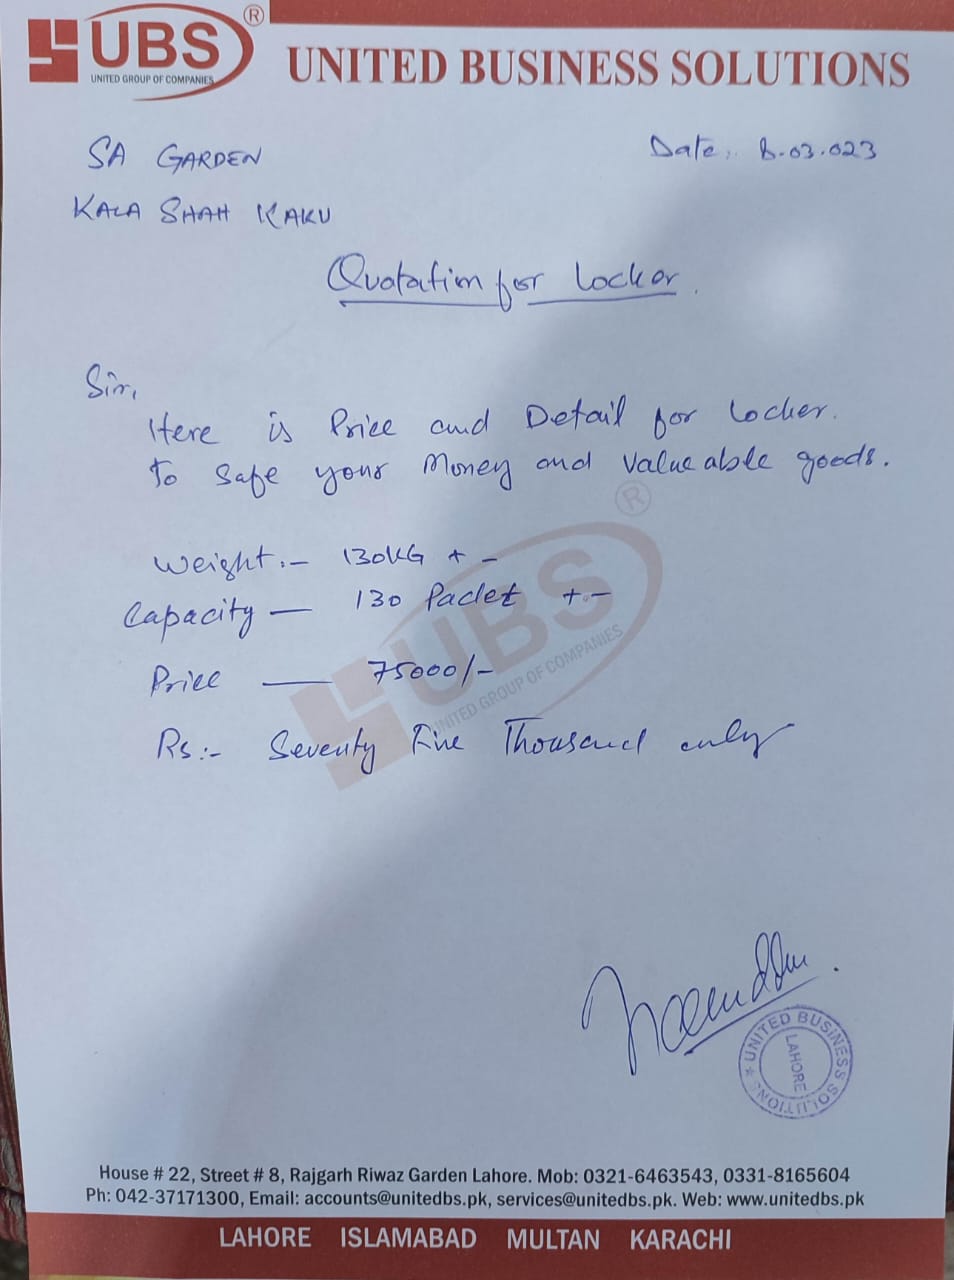 UBS®
UNITED GROUP OF COMPANIES
UNITED BUSINESS SOLUTIONS
SA GARDEN
Date:. 8.03.023
KALA SHAH KAKU
Quotation for Locker.
Sir,
Here is Price and Detail for Locker.
To Safe your Money and Valueable goods.
Weight:- 130KG + -
Capacity — 130 Packet +.-
Price — 75000/-
Rs:- Seventy Five Thousand only
UBS®
UNITED GROUP OF COMPANIES
UNITED BUSINESS SOLUTIONS *
LAHORE
House # 22, Street # 8, Rajgarh Riwaz Garden Lahore. Mob: 0321-6463543, 0331-8165604
Ph: 042-37171300, Email: accounts@unitedbs.pk, services@unitedbs.pk. Web: www.unitedbs.pk
LAHORE ISLAMABAD MULTAN KARACHI